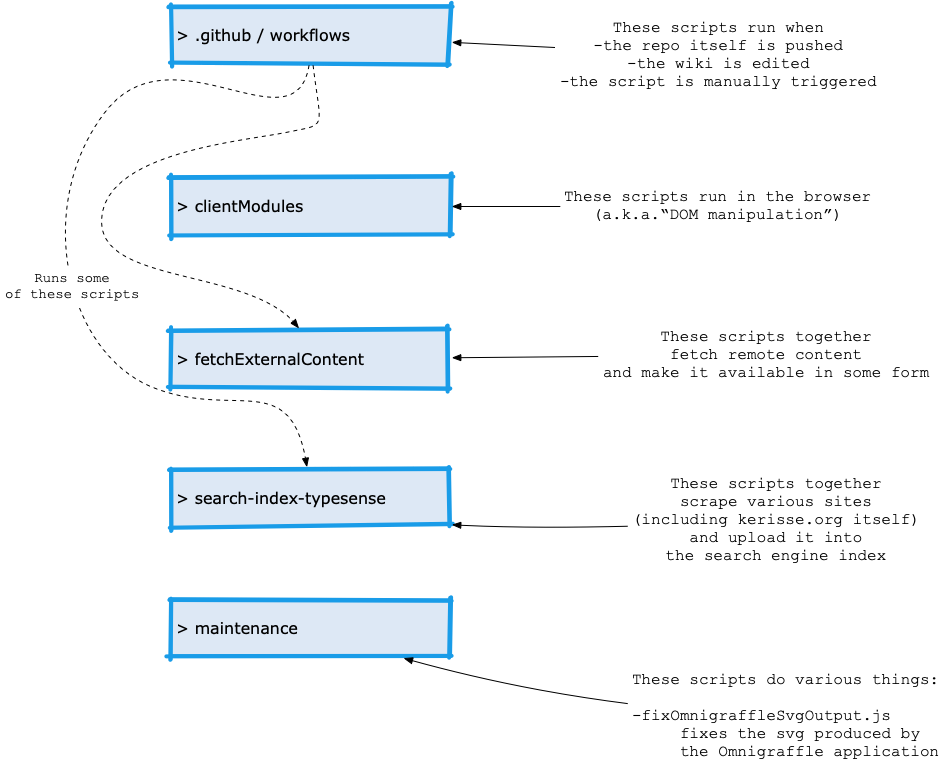 > .github / workflows
These scripts run when
-the repo itself is pushed
-the wiki is edited
-the script is manually triggered
> clientModules
These scripts run in the browser
(a.k.a.“DOM manipulation”)
Runs some
of these scripts
> fetchExternalContent
These scripts together
fetch remote content
and make it available in some form
> search-index-typesense
These scripts together
scrape various sites
(including kerisse.org itself)
and upload it into
the search engine index
> maintenance
These scripts do various things:
-fixOmnigraffleSvgOutput.js
fixes the svg produced by
the Omnigraffle application